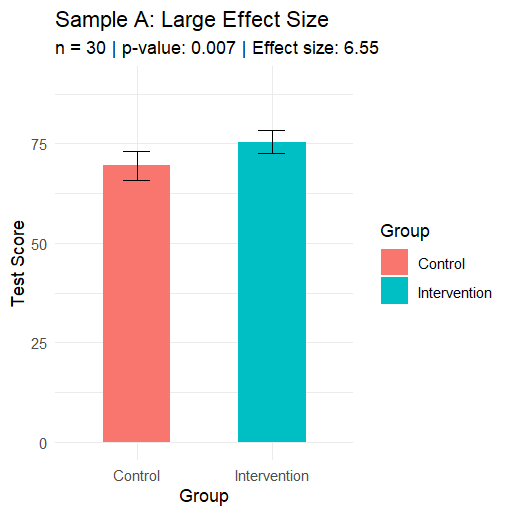 Sample A: Large Effect Size
n = 30 | p-value: 0.007 | Effect size: 6.55
Test Score
75
50
25
0
Control
Intervention
Group
Group
Control
Intervention